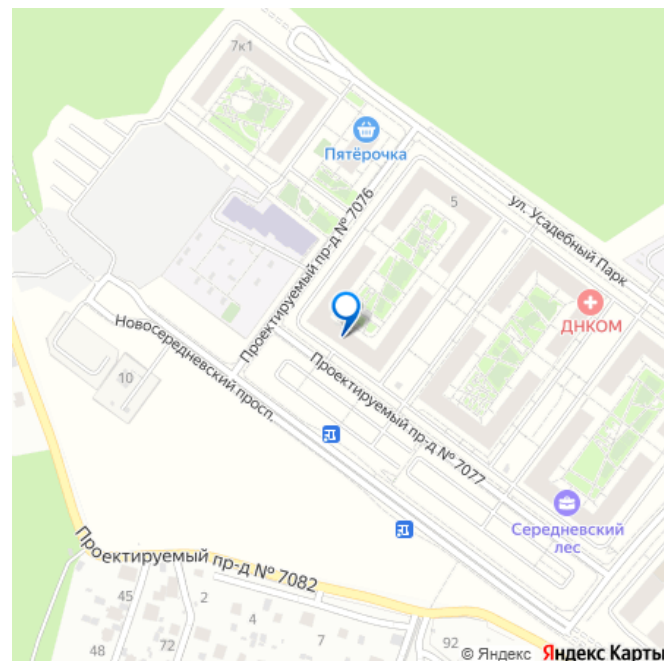 7к1
Пятёрочка
Проектируемый пр-д № 7076
5
ул. Усадебный Парк
ДНКОМ
Новосередневский просп.
10
Проектируемый пр-д № 7077
Середневский
лес
Проектируемый пр-д № 7082
45
2
4
7
48
72
92
© Яндекс Яндекс Карты